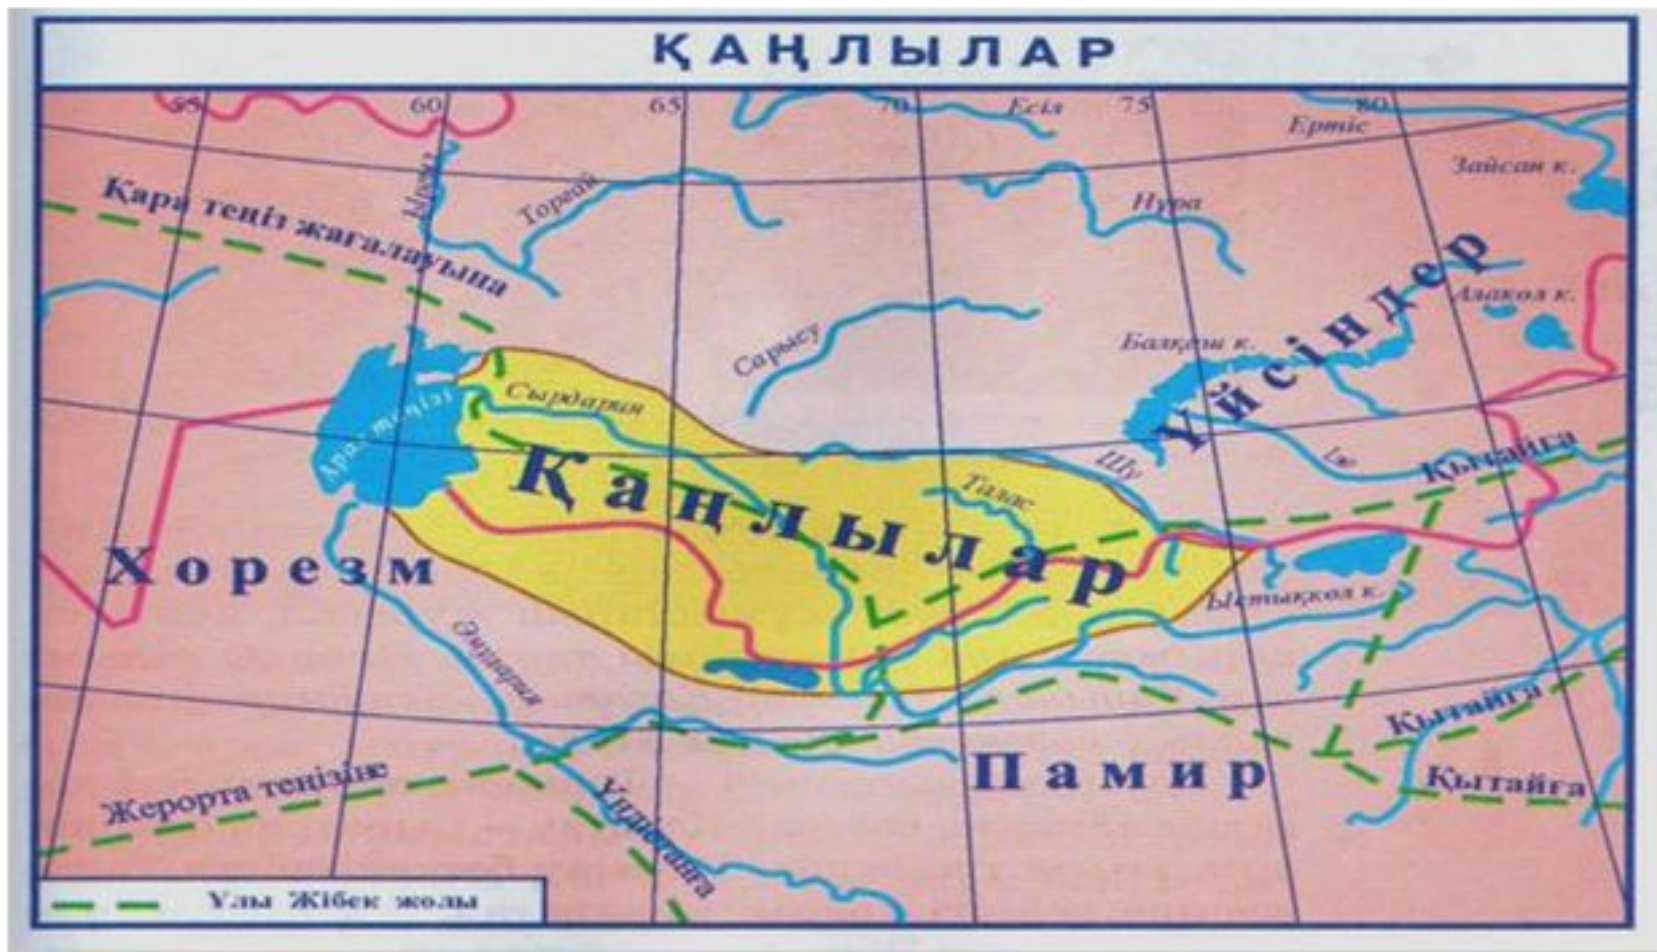 ҚАҢЛЫЛАР
55
60
65
70
75
80
Есіл
Ертіс
Зайсан к.
Ырғыз
Торғай
Нұра
Қара теңіз жағалауына
Үйсіндер
Алакөл к.
Сарысу
Балқаш к.
Сырдария
Арал теңізі
Қаңлылар
Шу
Талас
Іле
Қытайға
Хорезм
Ыстықкөл к.
Әмудария
Қытайға
Памир
Қытайға
Жерорта теңізіне
Үндістанға
Ұлы Жібек жолы